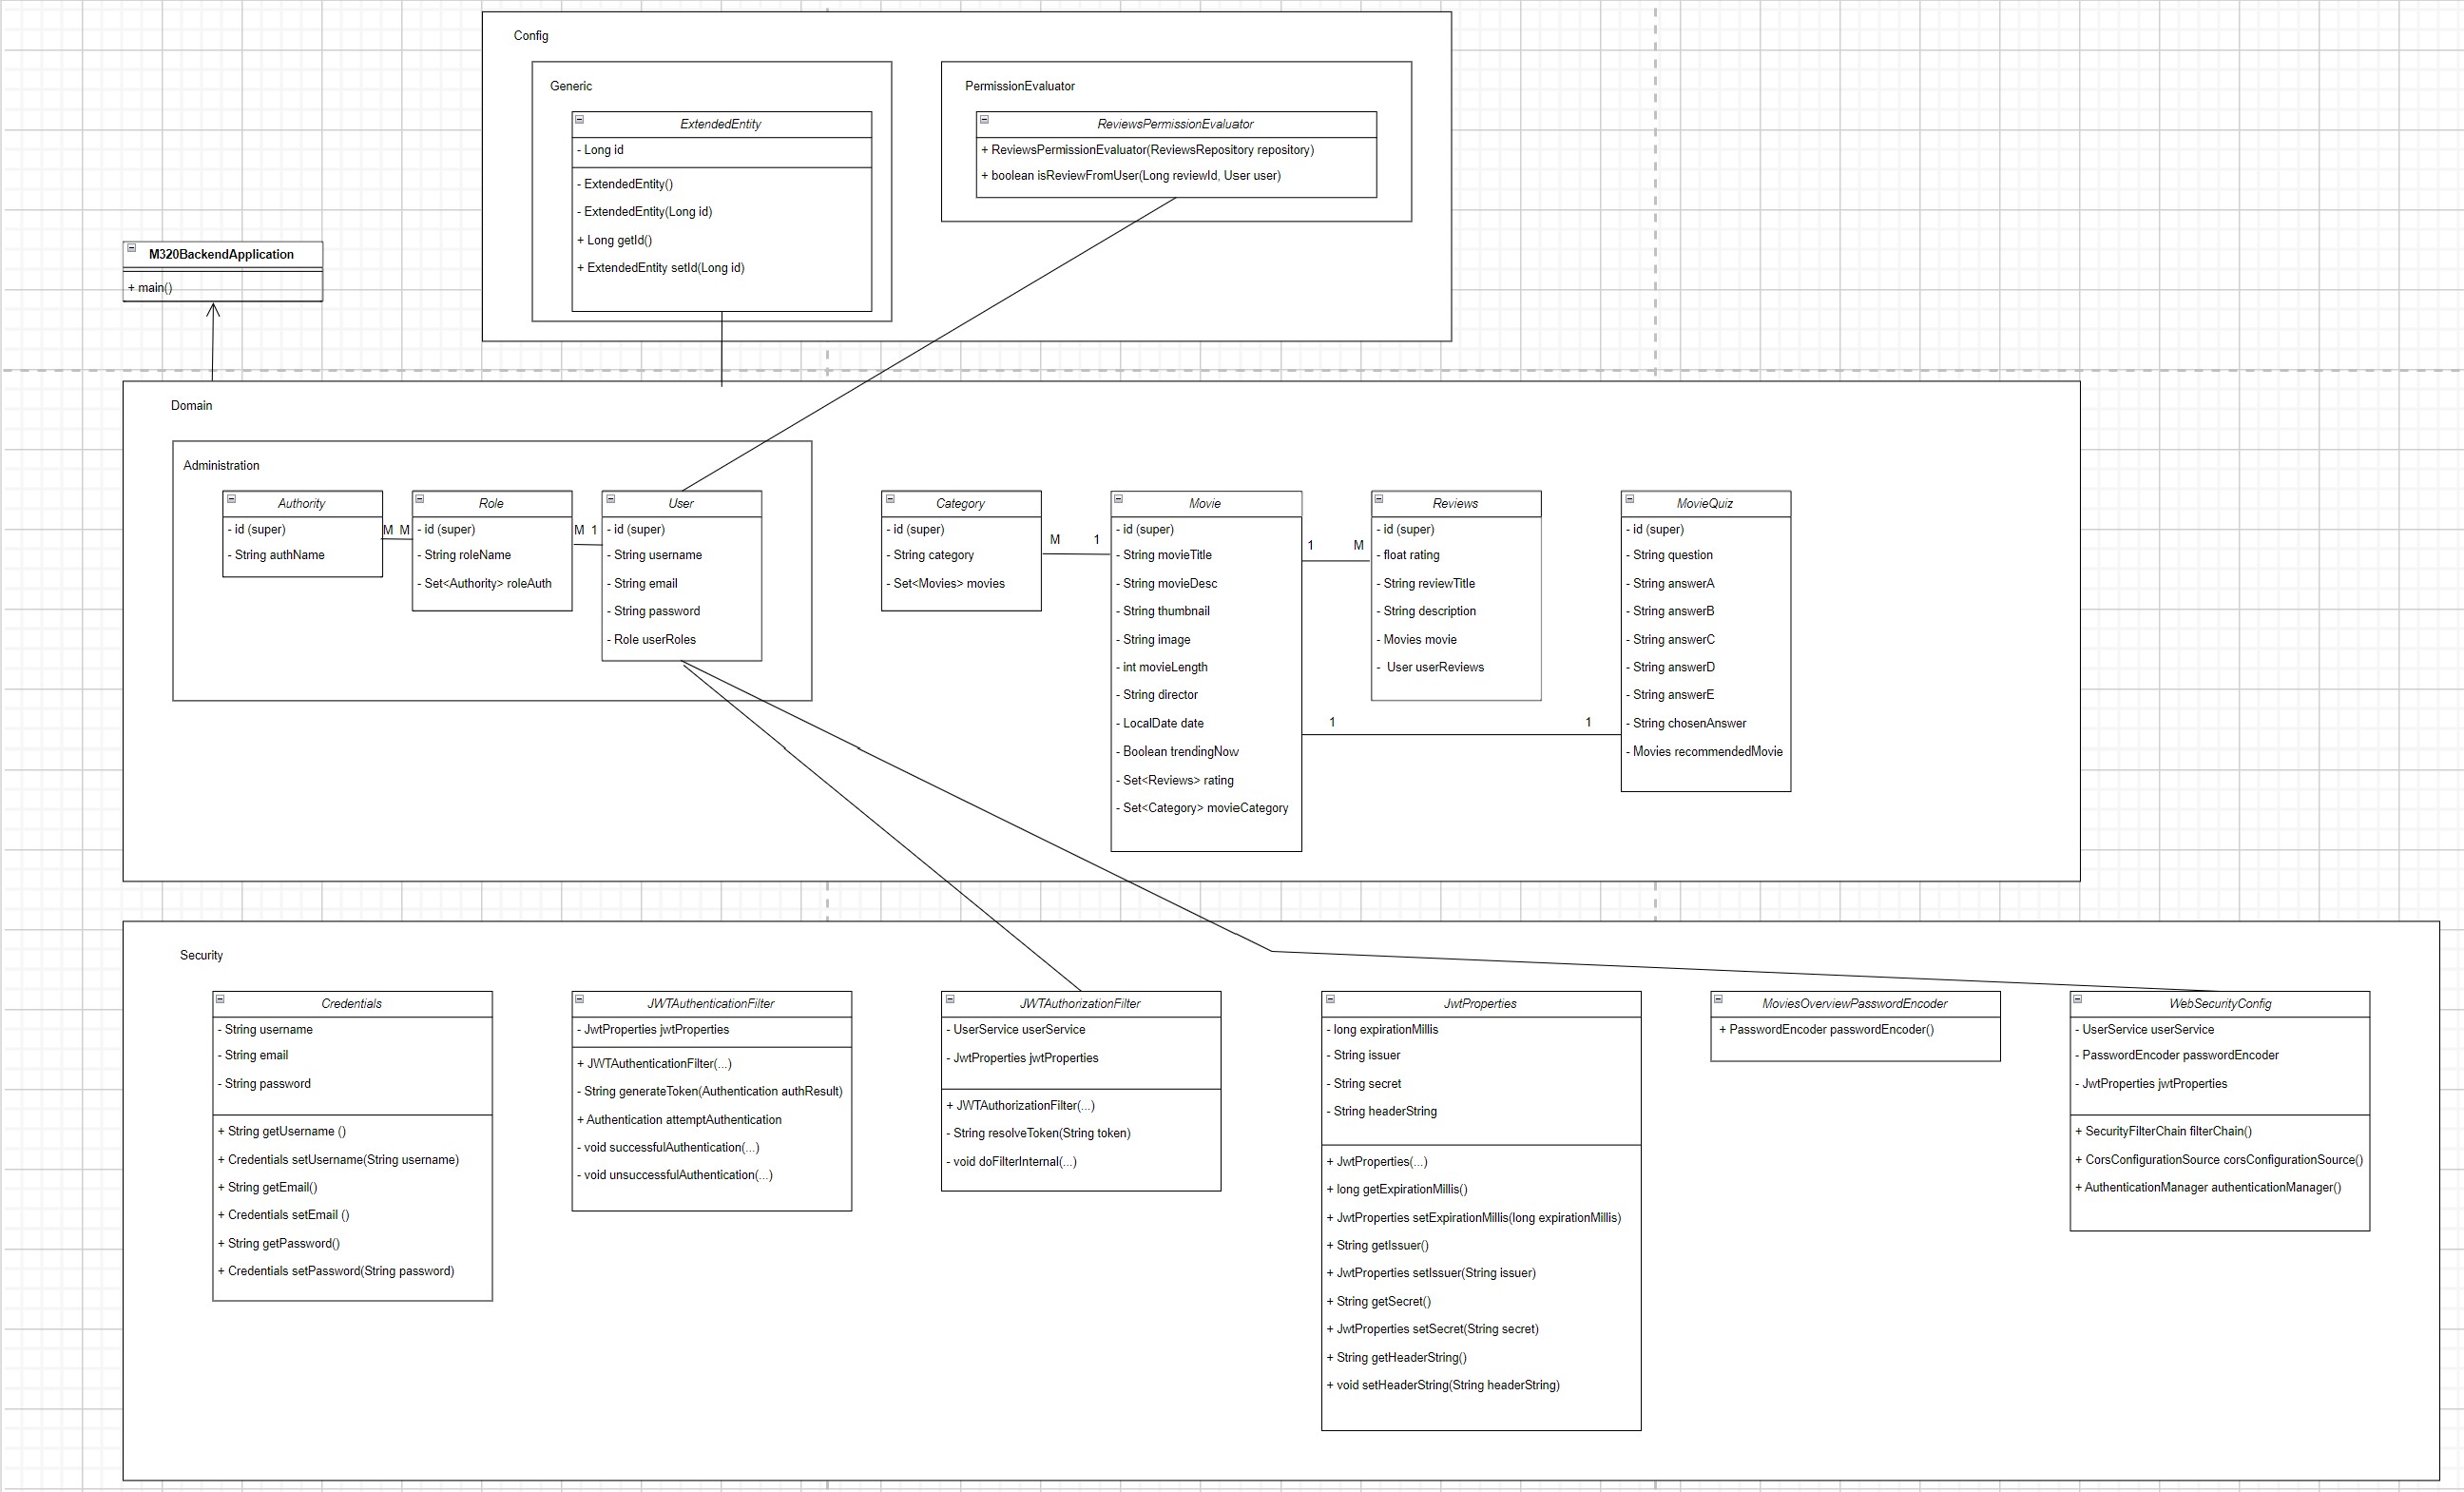 Config
Generic
ExtendedEntity
- Long id
- ExtendedEntity()
- ExtendedEntity(Long id)
+ Long getId()
+ ExtendedEntity setId(Long id)
PermissionEvaluator
ReviewsPermissionEvaluator
+ ReviewsPermissionEvaluator(ReviewsRepository repository)
+ boolean isReviewFromUser(Long reviewId, User user)
M320BackendApplication
+ main()
Domain
Administration
Authority
- id (super)
- String authName
M M
Role
- id (super)
- String roleName
- Set<Authority> roleAuth
M 1
User
- id (super)
- String username
- String email
- String password
- Role userRoles
Category
- id (super)
- String category
- Set<Movies> movies
M 1
Movie
- id (super)
- String movieTitle
- String movieDesc
- String thumbnail
- String image
- int movieLength
- String director
- LocalDate date
- Boolean trendingNow
- Set<Reviews> rating
- Set<Category> movieCategory
1 M
Reviews
- id (super)
- float rating
- String reviewTitle
- String description
- Movies movie
- User userReviews
1 1
MovieQuiz
- id (super)
- String question
- String answerA
- String answerB
- String answerC
- String answerD
- String answerE
- String chosenAnswer
- Movies recommendedMovie
Security
Credentials
- String username
- String email
- String password
+ String getUsername ()
+ Credentials setUsername(String username)
+ String getEmail()
+ Credentials setEmail ()
+ String getPassword()
+ Credentials setPassword(String password)
JWTAuthenticationFilter
- JwtProperties jwtProperties
+ JWTAuthenticationFilter(...)
- String generateToken(Authentication authResult)
+ Authentication attemptAuthentication
- void successfulAuthentication(...)
- void unsuccessfulAuthentication(...)
JWTAuthorizationFilter
- UserService userService
- JwtProperties jwtProperties
+ JWTAuthorizationFilter(...)
- String resolveToken(String token)
- void doFilterInternal(...)
JwtProperties
- long expirationMillis
- String issuer
- String secret
- String headerString
+ JwtProperties(...)
+ long getExpirationMillis()
+ JwtProperties setExpirationMillis(long expirationMillis)
+ String getIssuer()
+ JwtProperties setIssuer(String issuer)
+ String getSecret()
+ JwtProperties setSecret(String secret)
+ String getHeaderString()
+ void setHeaderString(String headerString)
MoviesOverviewPasswordEncoder
+ PasswordEncoder passwordEncoder()
WebSecurityConfig
- UserService userService
- PasswordEncoder passwordEncoder
- JwtProperties jwtProperties
+ SecurityFilterChain filterChain()
+ CorsConfigurationSource corsConfigurationSource()
+ AuthenticationManager authenticationManager()